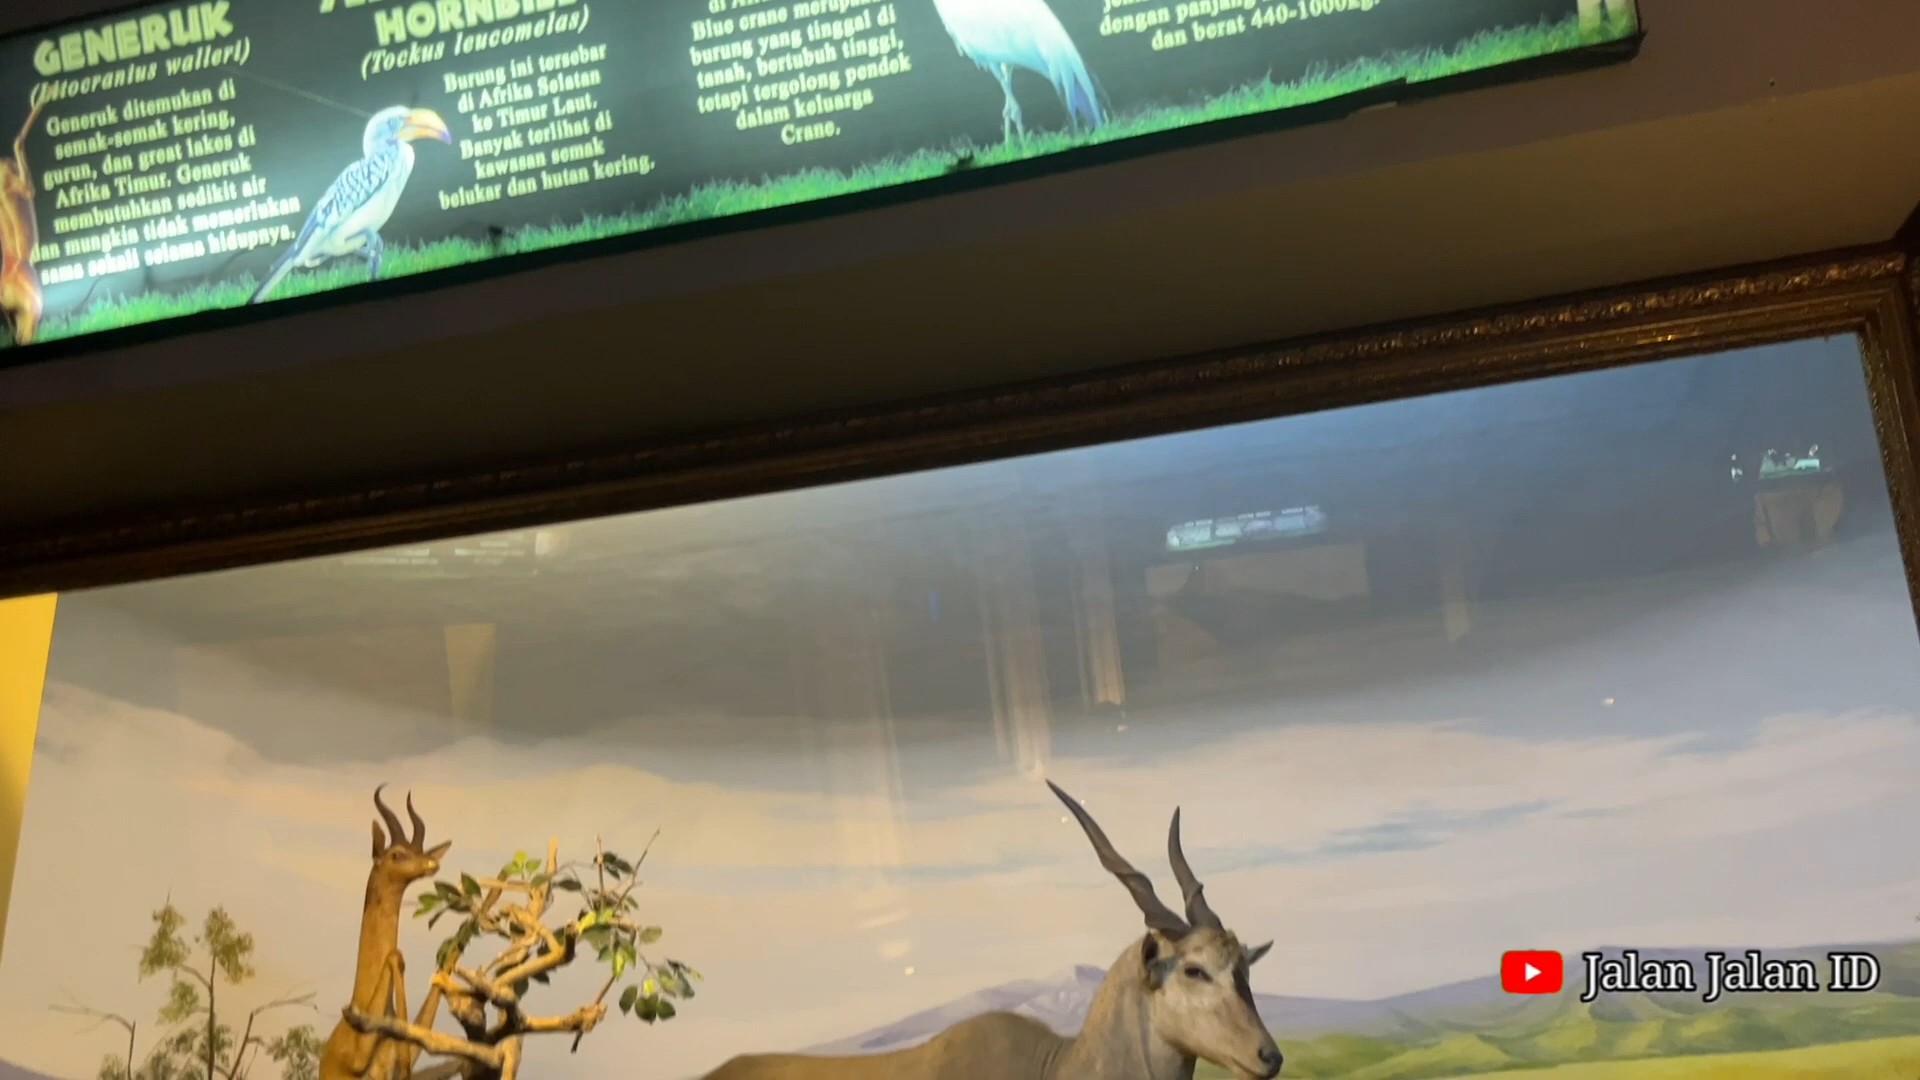 GENERUK
(Litocranius walleri)
Generuk ditemukan di
semak-semak kering,
gurun, dan great lakes di
Afrika Timur. Generuk
membutuhkan sedikit air
dan mungkin tidak memerlukan
sama sekali selama hidupnya.
HORNBILL
(Tockus leucomelas)
Burung ini tersebar
di Afrika Selatan
ke Timur Laut.
Banyak terlihat di
kawasan semak
belukar dan hutan kering.
Blue crane merupakan
burung yang tinggal di
tanah, bertubuh tinggi,
tetapi tergolong pendek
dalam keluarga
Crane.
dengan panjang
dan berat 440-1000kg.
Jalan Jalan ID